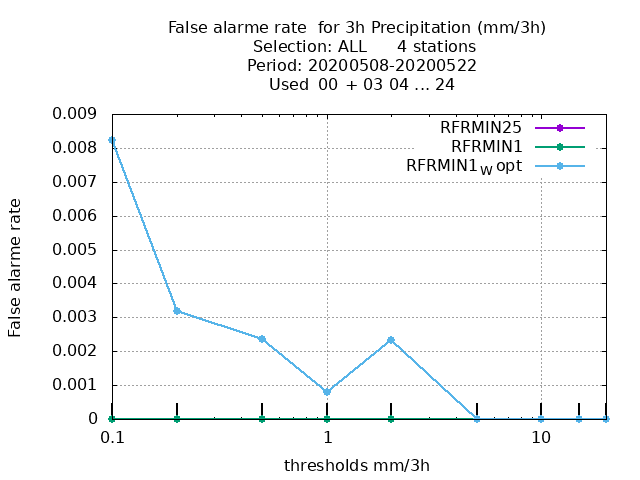 False alarme rate  for 3h Precipitation (mm/3h)
Selection: ALL      4 stations
Period: 20200508-20200522
Used  00  + 03 04 ... 24
RFRMIN25
RFRMIN1
RFRMIN1W opt
0.009
0.008
0.007
0.006
0.005
0.004
0.003
0.002
0.001
0
False alarme rate
0.1 1 10
thresholds mm/3h